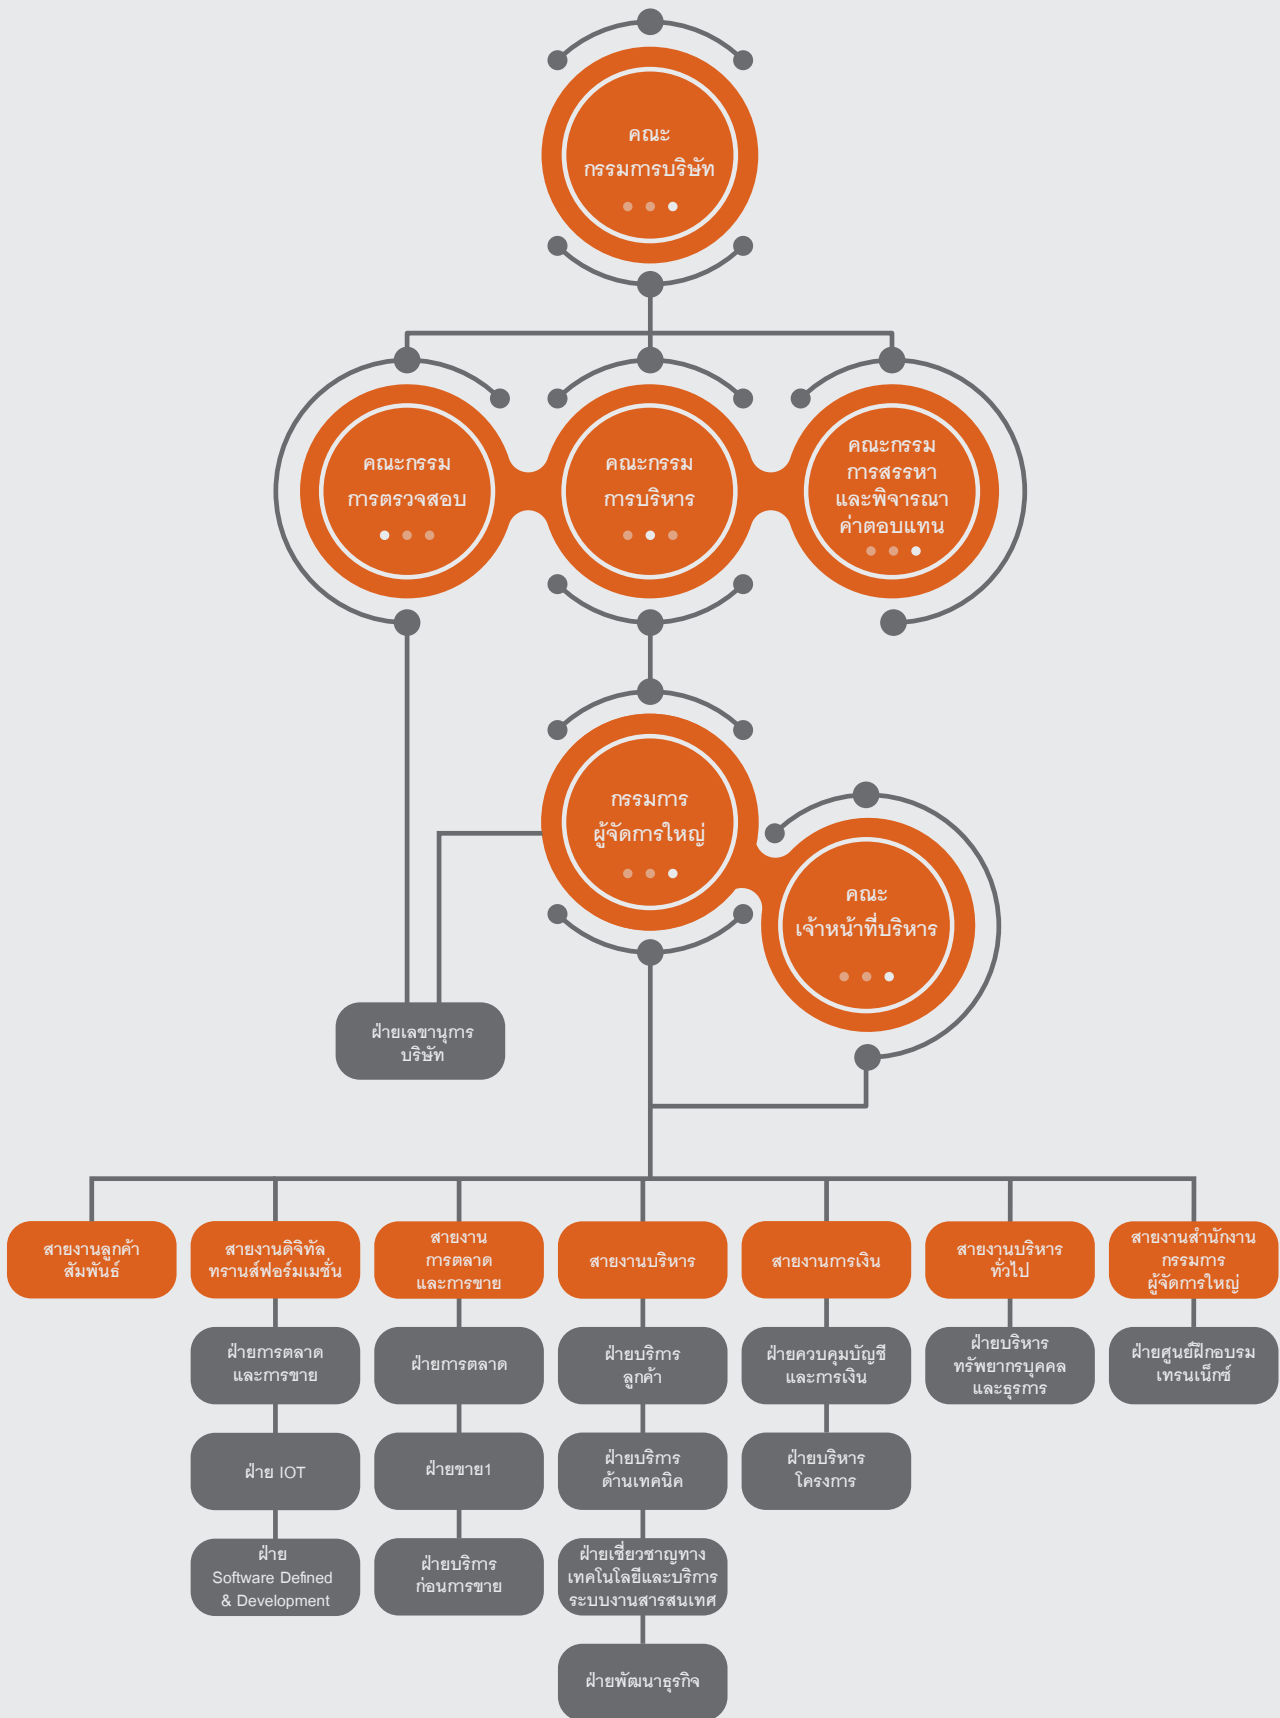 คณะ
กรรมการบริษัท
คณะกรรม
การตรวจสอบ
คณะกรรม
การบริหาร
คณะกรรม
การสรรหา
และพิจารณา
ค่าตอบแทน
กรรมการ
ผู้จัดการใหญ่
คณะ
เจ้าหน้าที่บริหาร
ฝ่ายเลขานุการ
บริษัท
สายงานลูกค้า
สัมพันธ์
สายงานดิจิทัล
ทรานส์ฟอร์มเมชั่น
สายงาน
การตลาด
และการขาย
สายงานบริหาร
สายงานการเงิน
สายงานบริหาร
ทั่วไป
สายงานสำนักงาน
กรรมการ
ผู้จัดการใหญ่
ฝ่ายการตลาด
และการขาย
ฝ่ายการตลาด
ฝ่ายบริการ
ลูกค้า
ฝ่ายควบคุมบัญชี
และการเงิน
ฝ่ายบริหาร
ทรัพยากรบุคคล
และธุรการ
ฝ่ายศูนย์ฝึกอบรม
เทรนเน็กซ์
ฝ่าย IOT
ฝ่ายขาย1
ฝ่ายบริการ
ด้านเทคนิค
ฝ่ายบริหาร
โครงการ
ฝ่าย
Software Defined
& Development
ฝ่ายบริการ
ก่อนการขาย
ฝ่ายเชี่ยวชาญทาง
เทคโนโลยีและบริการ
ระบบงานสารสนเทศ
ฝ่ายพัฒนาธุรกิจ